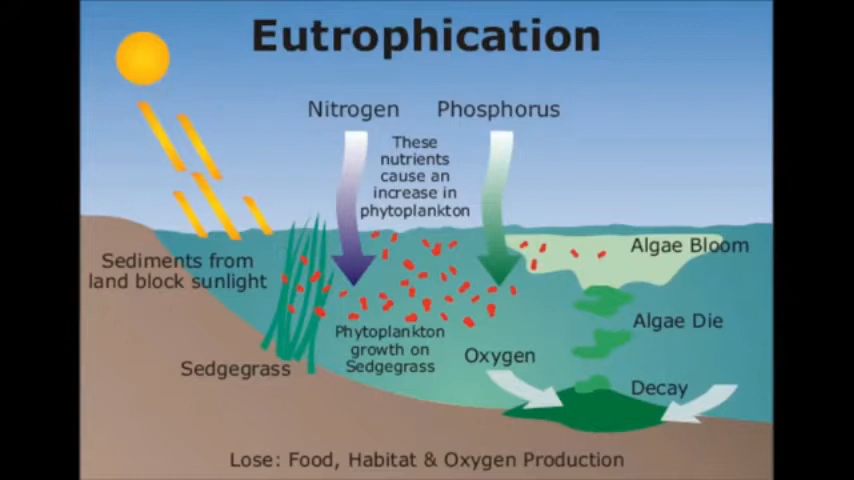 Eutrophication
Nitrogen
Phosphorus
These
nutrients
cause an
increase in
phytoplankton
Algae Bloom
Sediments from
land block sunlight
Algae Die
Phytoplankton
growth on
Sedgegrass
Oxygen
Sedgegrass
Decay
Lose: Food, Habitat & Oxygen Production